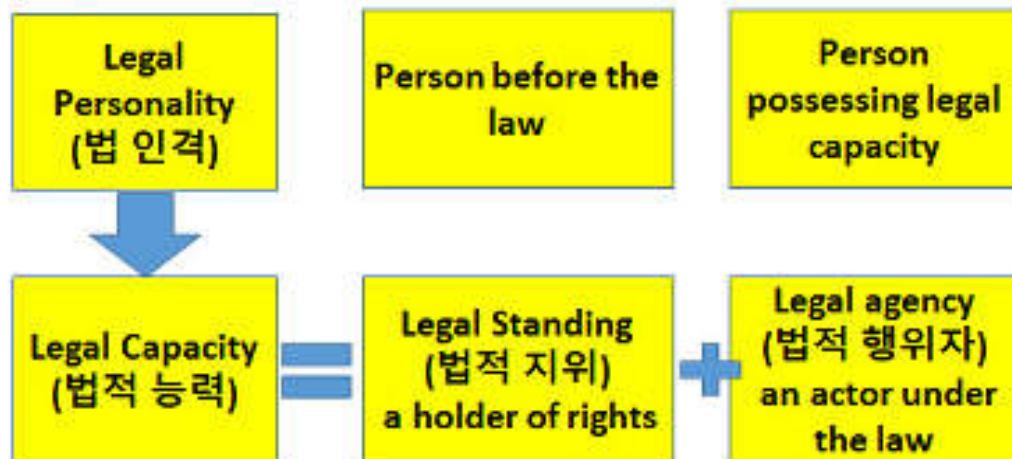 Legal
Personality
(법 인격)
Person before the
law
Person
possessing legal
capacity
Legal Capacity
(법적 능력)
Legal Standing
(법적 지위)
a holder of rights
Legal agency
(법적 행위자)
an actor under
the law